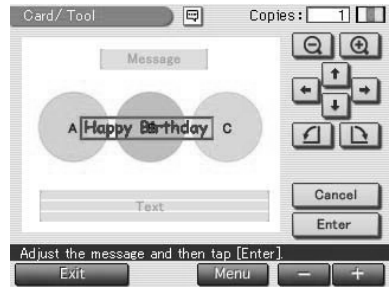 Card/Tool Copies: 1
Message
A Happy Birthday C
Text
Cancel
Enter
Adjust the message and then tap [Enter].
Exit Menu − +